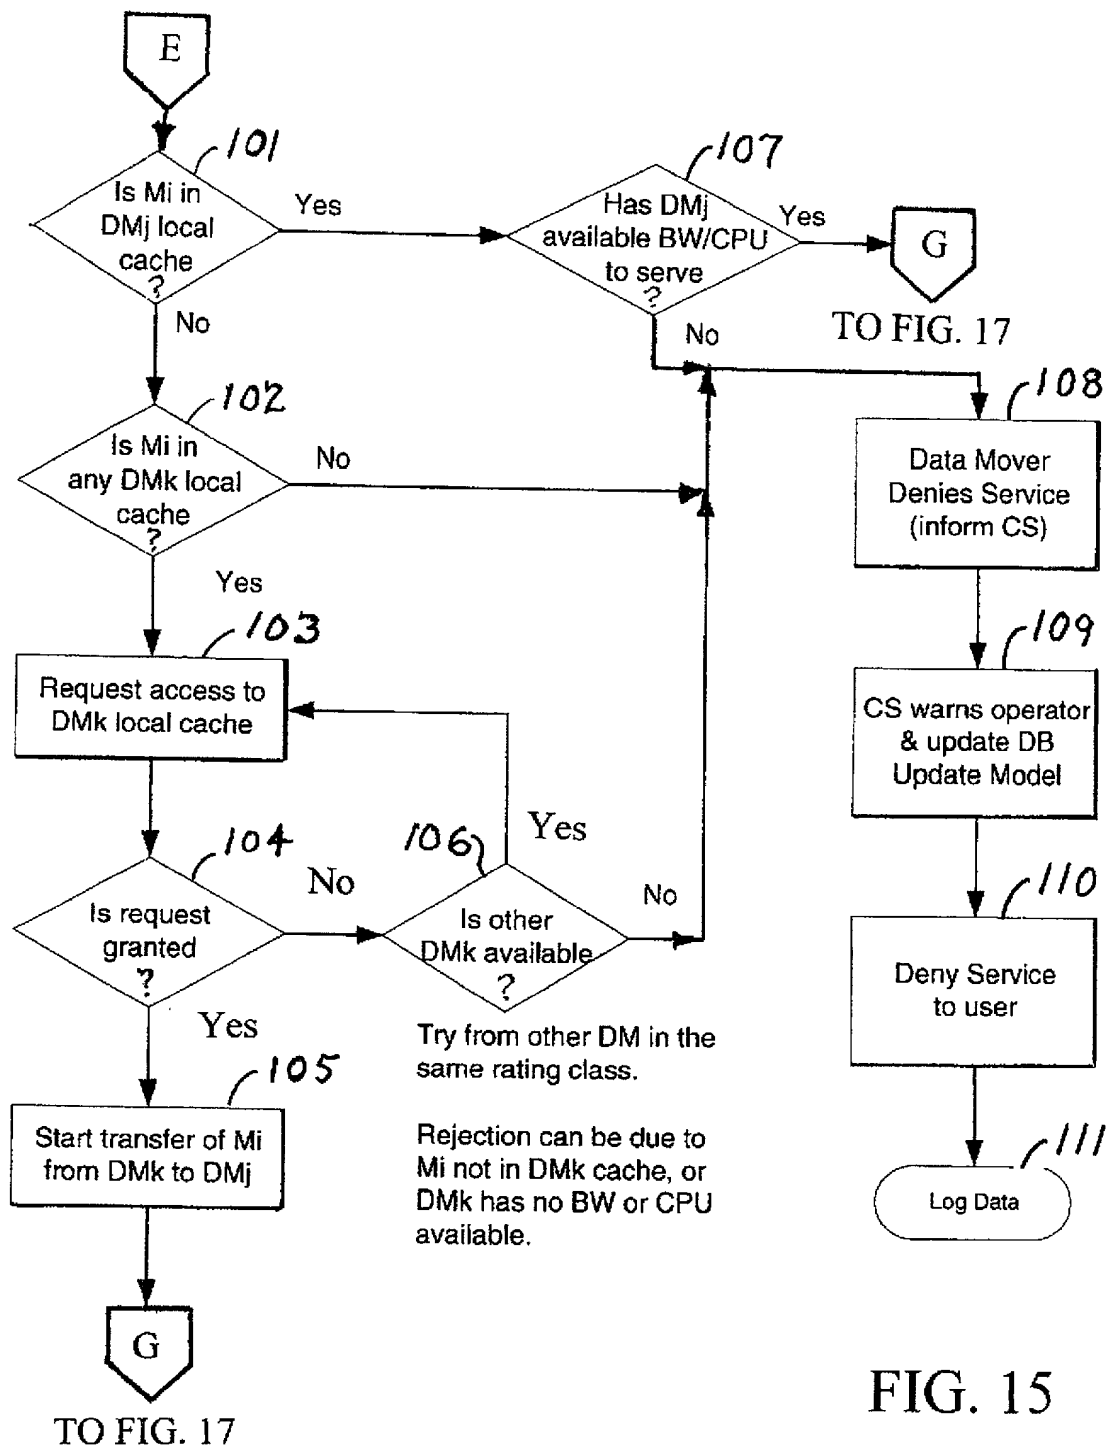 E
101
Is Mi in
DMj local
cache
?
Yes
No
107
Has DMj
available BW/CPU
to serve
?
Yes
No
G
TO FIG. 17
102
Is Mi in
any DMk local
cache
?
No
Yes
103
Request access to
DMk local cache
104
Is request
granted
?
No
Yes
106
Is other
DMk available
?
Yes
No
Try from other DM in the
same rating class.
Rejection can be due to
Mi not in DMk cache, or
DMk has no BW or CPU
available.
105
Start transfer of Mi
from DMk to DMj
G
TO FIG. 17
108
Data Mover
Denies Service
(inform CS)
109
CS warns operator
& update DB
Update Model
110
Deny Service
to user
111
Log Data
FIG. 15